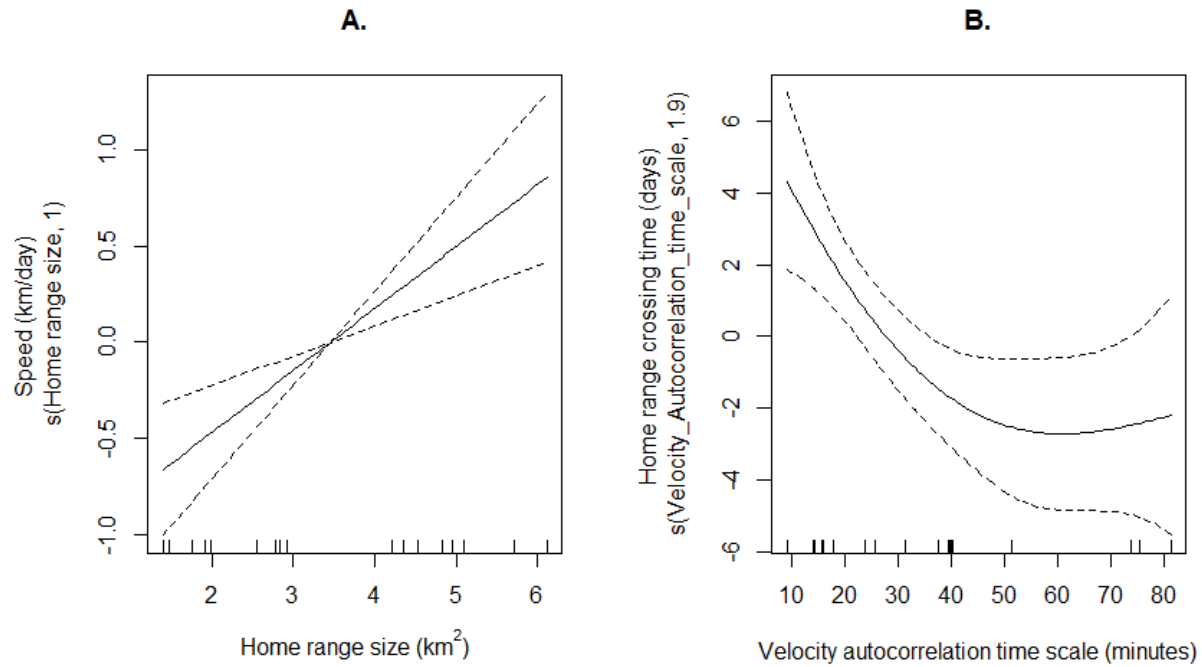 A.
Speed (km/day)
s(Home range size, 1)
1.0
0.5
0.0
-0.5
-1.0
2 3 4 5 6
Home range size (km²)
B.
Home range crossing time (days)
s(Velocity_Autocorrelation_time_scale, 1.9)
6
4
2
0
-2
-4
-6
10 20 30 40 50 60 70 80
Velocity autocorrelation time scale (minutes)